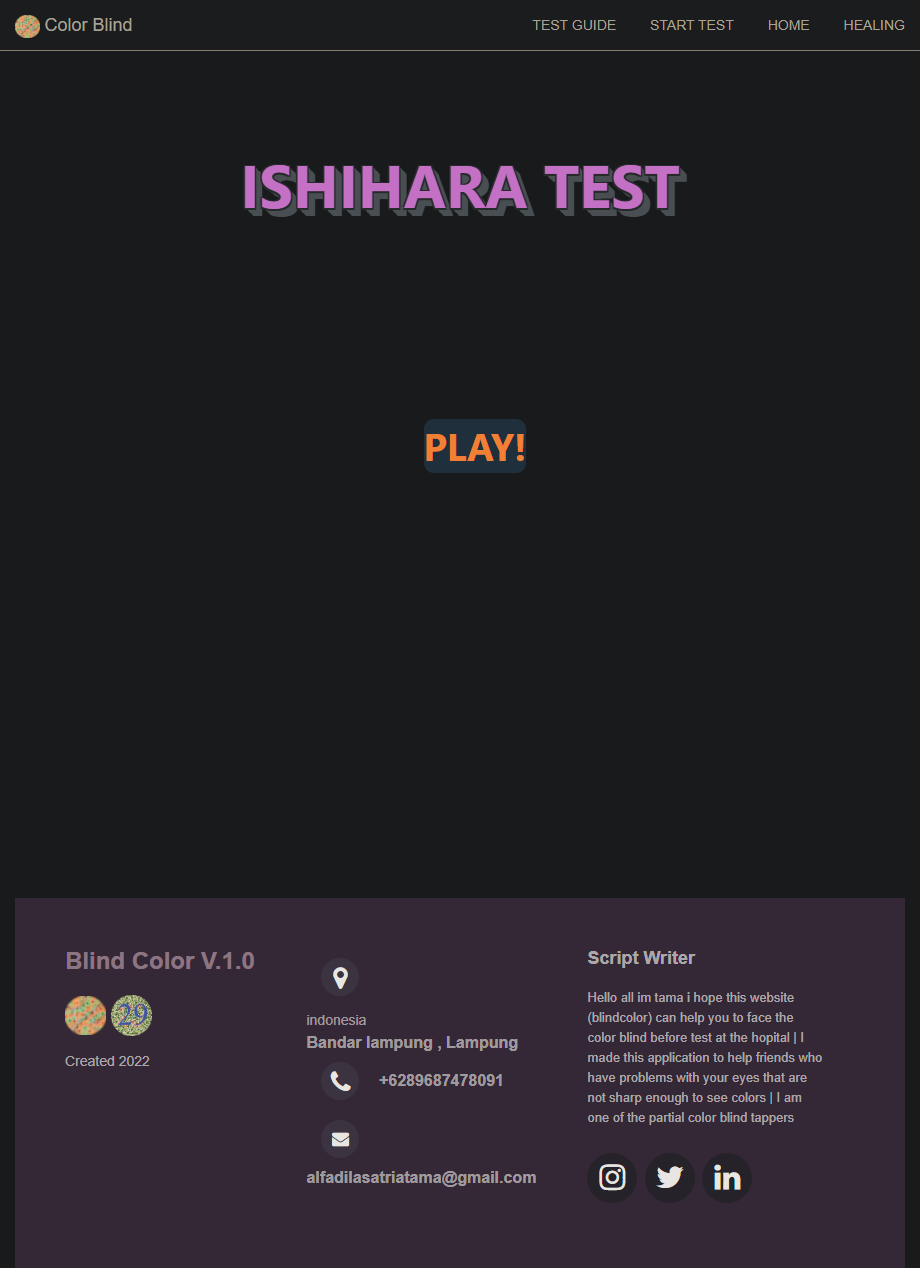 Color Blind
TEST GUIDE
START TEST
HOME
HEALING
ISHIHARA TEST
PLAY!
Blind Color V.1.0
29
Created 2022
indonesia
Bandar lampung , Lampung
+6289687478091
alfadilasatriatama@gmail.com
Script Writer
Hello all im tama i hope this website
(blindcolor) can help you to face the
color blind before test at the hopital | I
made this application to help friends who
have problems with your eyes that are
not sharp enough to see colors | I am
one of the partial color blind tappers